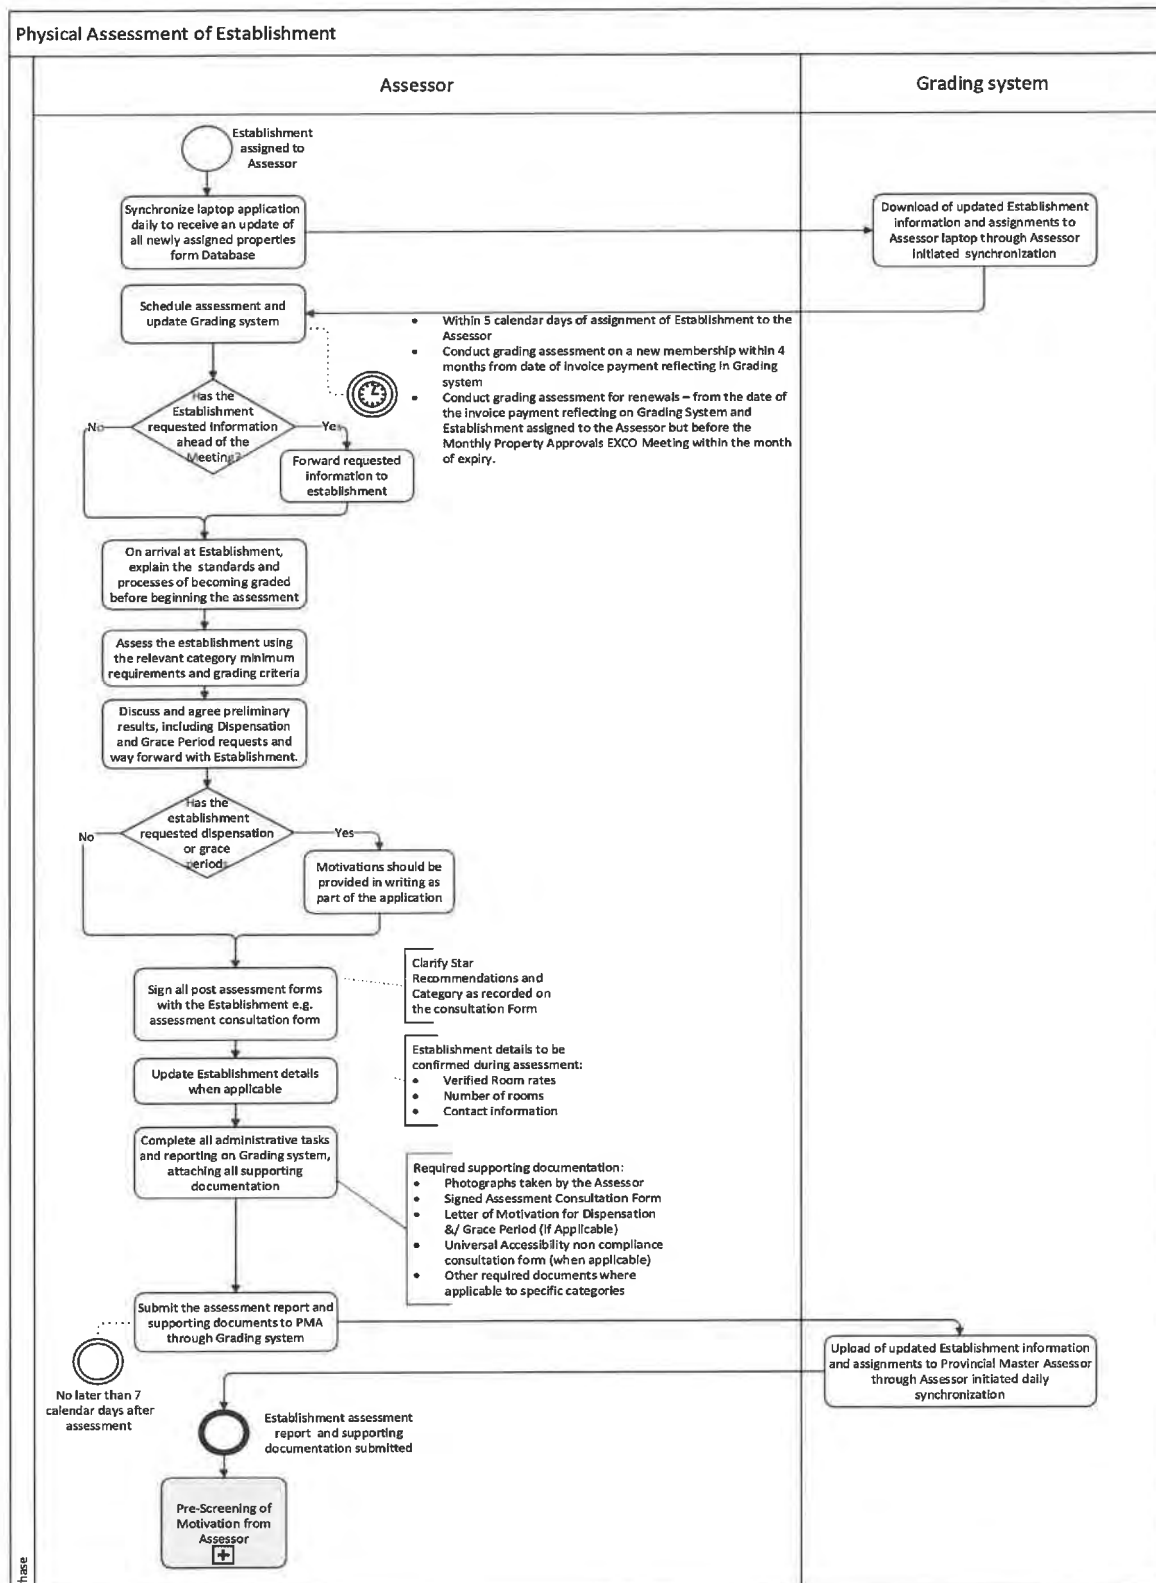 Physical Assessment of Establishment
Assessor
Grading system
Establishment
assigned to
Assessor
Synchronize laptop application
daily to receive an update of
all newly assigned properties
form Database
Download of updated Establishment
information and assignments to
Assessor laptop through Assessor
initiated synchronization
Schedule assessment and
update Grading system
• Within 5 calendar days of assignment of Establishment to the
Assessor
• Conduct grading assessment on a new membership within 4
months from date of invoice payment reflecting in Grading
system
• Conduct grading assessment for renewals – from the date of
the invoice payment reflecting on Grading System and
Establishment assigned to the Assessor but before the
Monthly Property Approvals EXCO Meeting within the month
of expiry.
Has the
Establishment
requested information
ahead of the
Meeting?
No
Yes
Forward requested
information to
establishment
On arrival at Establishment,
explain the standards and
processes of becoming graded
before beginning the assessment
Assess the establishment using
the relevant category minimum
requirements and grading criteria
Discuss and agree preliminary
results, including Dispensation
and Grace Period requests and
way forward with Establishment.
Has the
establishment
requested dispensation
or grace
period
No
Yes
Motivations should be
provided in writing as
part of the application
Sign all post assessment forms
with the Establishment e.g.
assessment consultation form
Clarify Star
Recommendations and
Category as recorded on
the consultation Form
Update Establishment details
when applicable
Establishment details to be
confirmed during assessment:
• Verified Room rates
• Number of rooms
• Contact information
Complete all administrative tasks
and reporting on Grading system,
attaching all supporting
documentation
Required supporting documentation:
• Photographs taken by the Assessor
• Signed Assessment Consultation Form
• Letter of Motivation for Dispensation
&/ Grace Period (If Applicable)
• Universal Accessibility non compliance
consultation form (when applicable)
• Other required documents where
applicable to specific categories
Submit the assessment report and
supporting documents to PMA
through Grading system
No later than 7
calendar days after
assessment
Upload of updated Establishment information
and assignments to Provincial Master Assessor
through Assessor initiated daily
synchronization
Establishment assessment
report and supporting
documentation submitted
Pre-Screening of
Motivation from
Assessor
hase